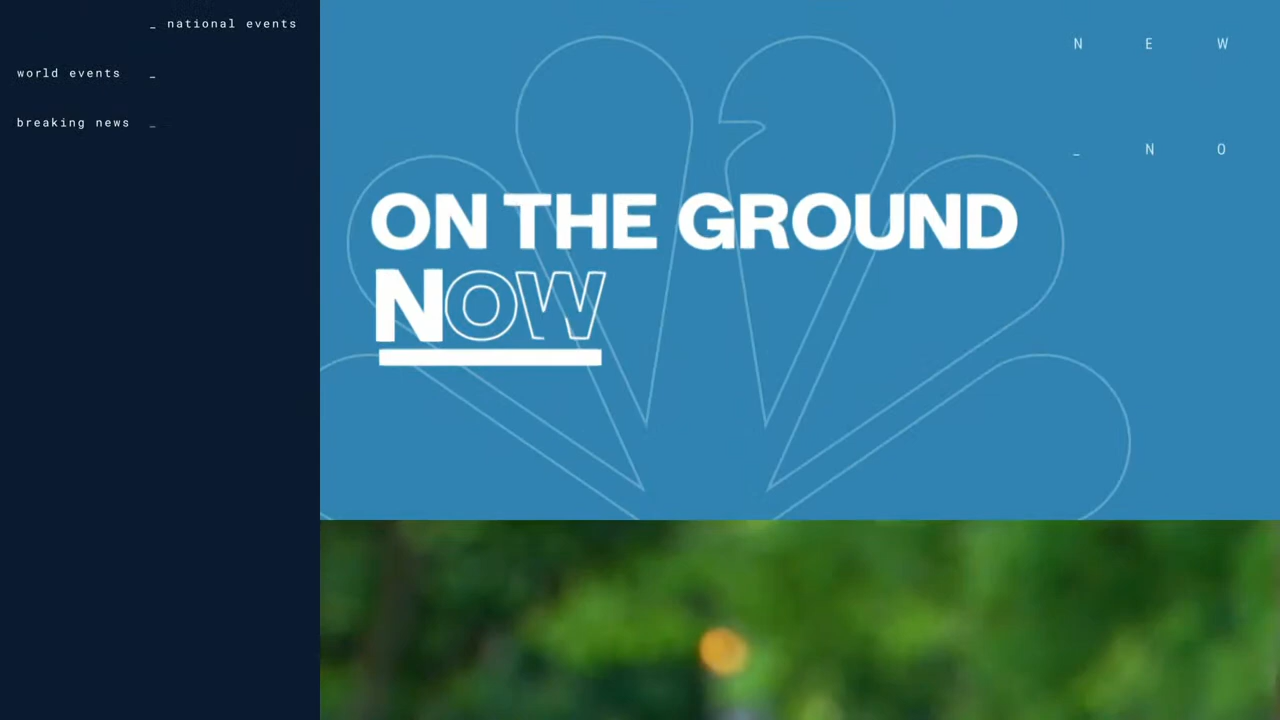 _ national events
world events _
breaking news _
N E W
_ N O
ON THE GROUND
NOW